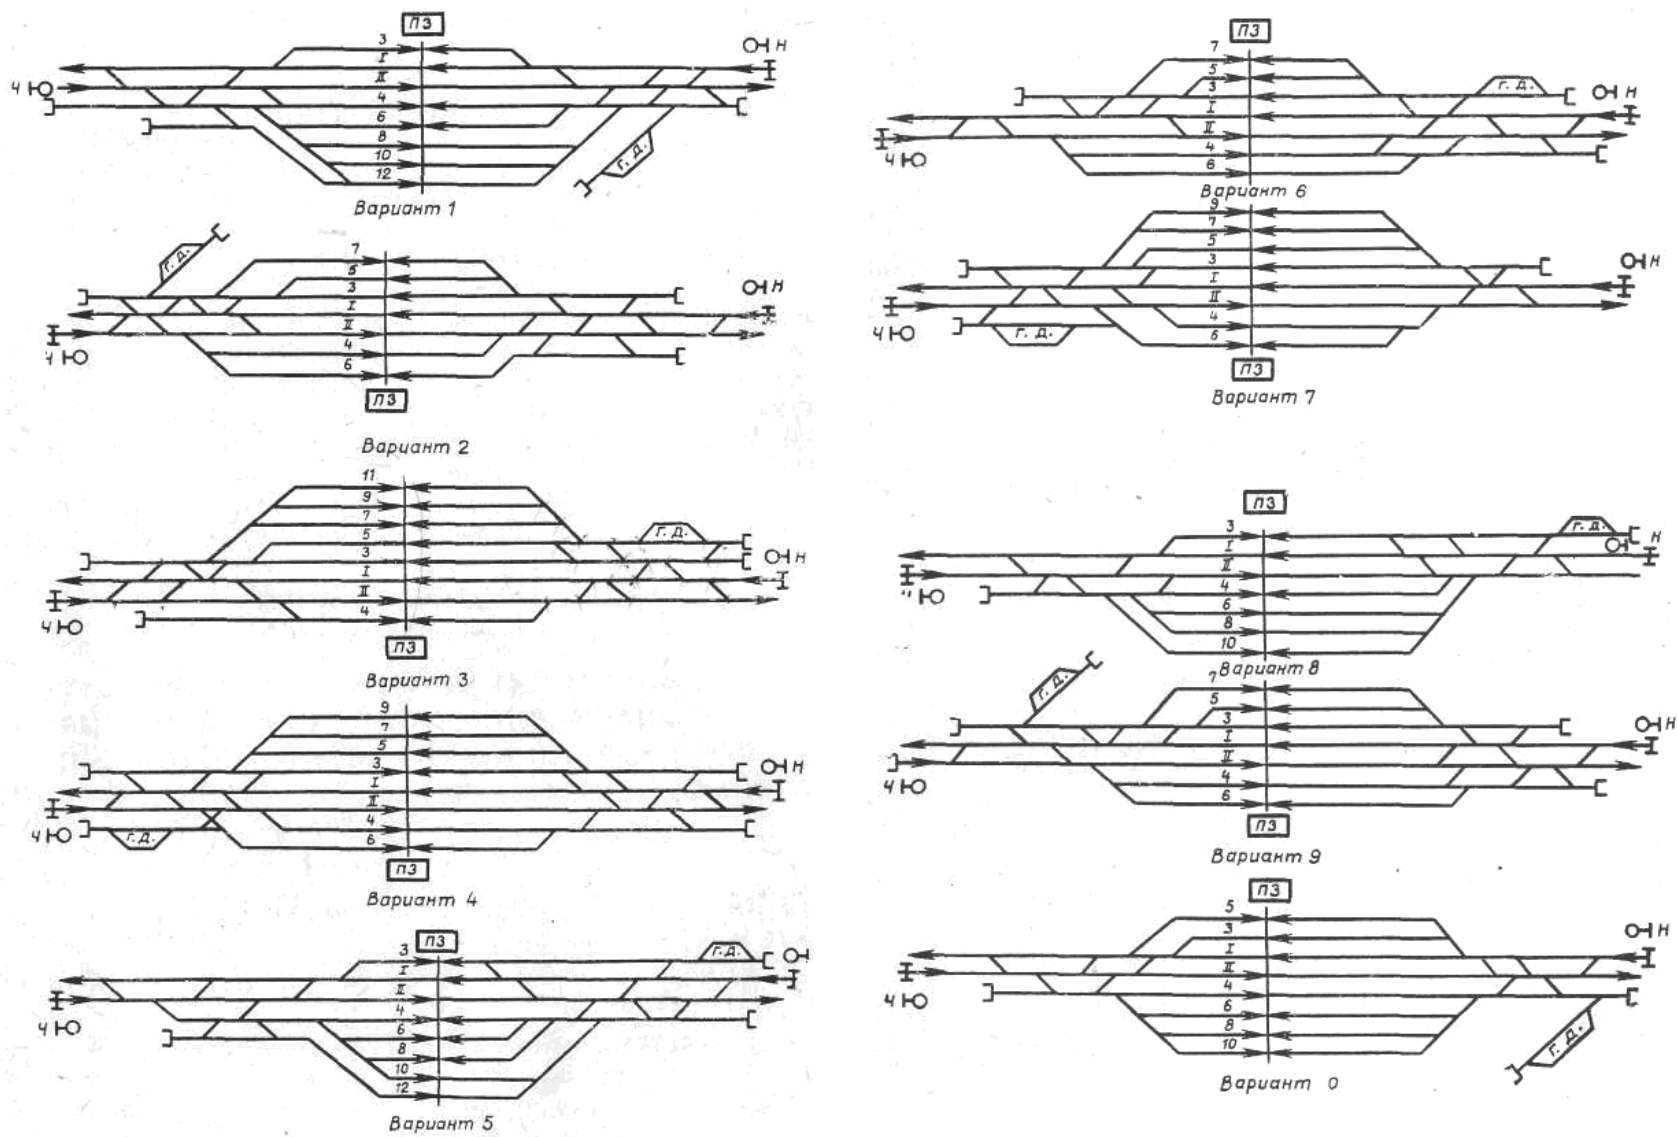 ПЗ
3
I
II
4
6
8
10
12
Н
Ч
г. д.
Вариант 1
г. д.
7
5
3
I
II
4
6
Н
Ч
ПЗ
Вариант 2
11
9
7
5
3
I
II
4
г. д.
Н
Ч
ПЗ
Вариант 3
9
7
5
3
I
II
4
6
Н
Ч
г. д.
ПЗ
Вариант 4
ПЗ
3
I
II
4
6
8
10
12
г. д.
Ч
Вариант 5
ПЗ
7
5
3
I
II
4
6
г. д.
Н
Ч
Вариант 6
9
7
5
3
I
II
4
6
Н
Ч
г. д.
ПЗ
Вариант 7
ПЗ
3
I
II
4
6
8
10
г. д.
Н
Ч
Вариант 8
г. д.
7
5
3
I
II
4
6
Н
Ч
ПЗ
Вариант 9
ПЗ
5
3
I
II
4
6
8
10
Н
Ч
г. д.
Вариант 0